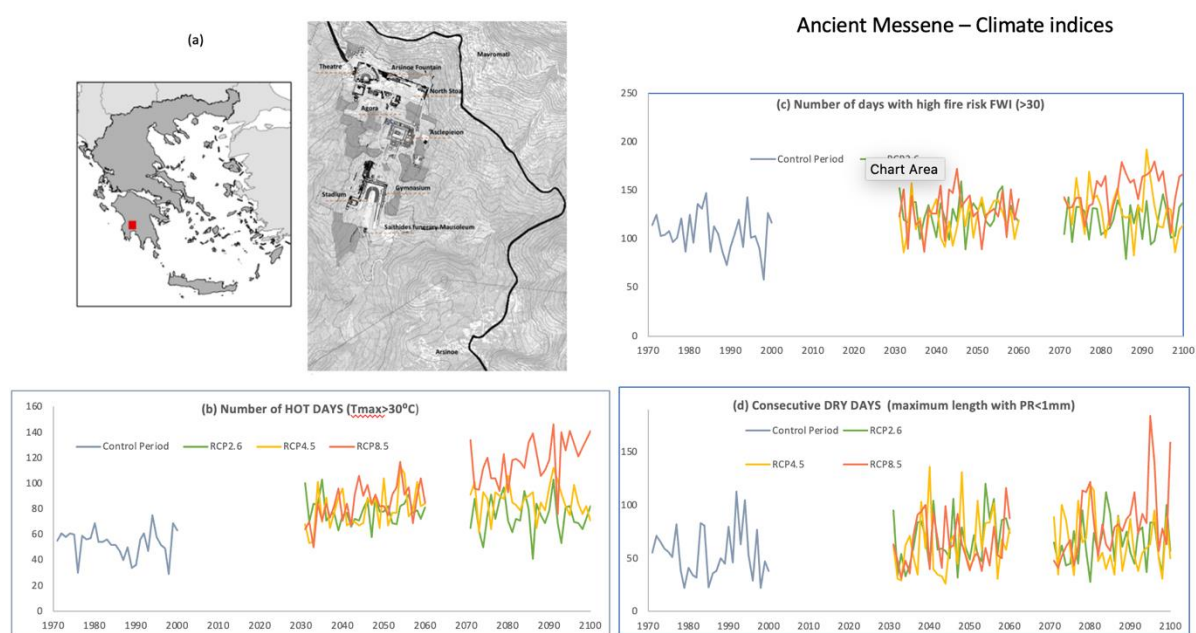 Ancient Messene – Climate indices
(a)
Mavromati
Theatre
Arsinoe Fountain
North Stoa
Agora
Asclepieion
Gymnasium
Stadium
Saithides funerary Mausoleum
Arsinoe
(c) Number of days with high fire risk FWI (>30)
250
200
150
100
50
0
Control Period
RCP2.6
Chart Area
1970 1980 1990 2000 2010 2020 2030 2040 2050 2060 2070 2080 2090 2100
(b) Number of HOT DAYS (Tmax>30°C)
160
140
120
100
80
60
40
20
0
Control Period RCP2.6 RCP4.5 RCP8.5
1970 1980 1990 2000 2010 2020 2030 2040 2050 2060 2070 2080 2090 2100
(d) Consecutive DRY DAYS (maximum length with PR<1mm)
200
150
100
50
0
Control Period RCP2.6
RCP4.5 RCP8.5
1970 1980 1990 2000 2010 2020 2030 2040 2050 2060 2070 2080 2090 2100